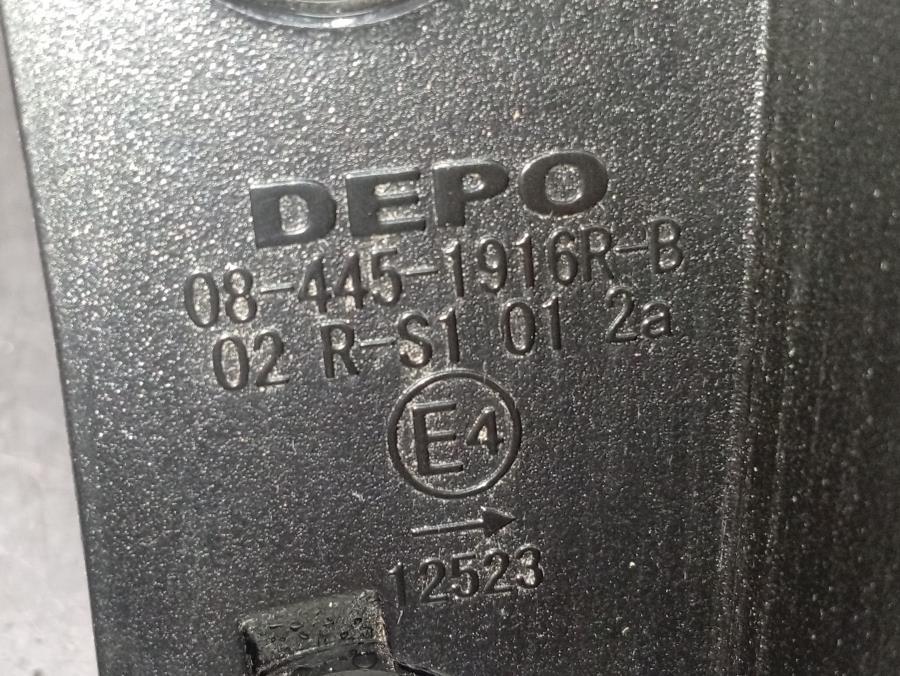 DEPO
08-445-1916R-B
02 R-S1 01 2a
E4
→
12523